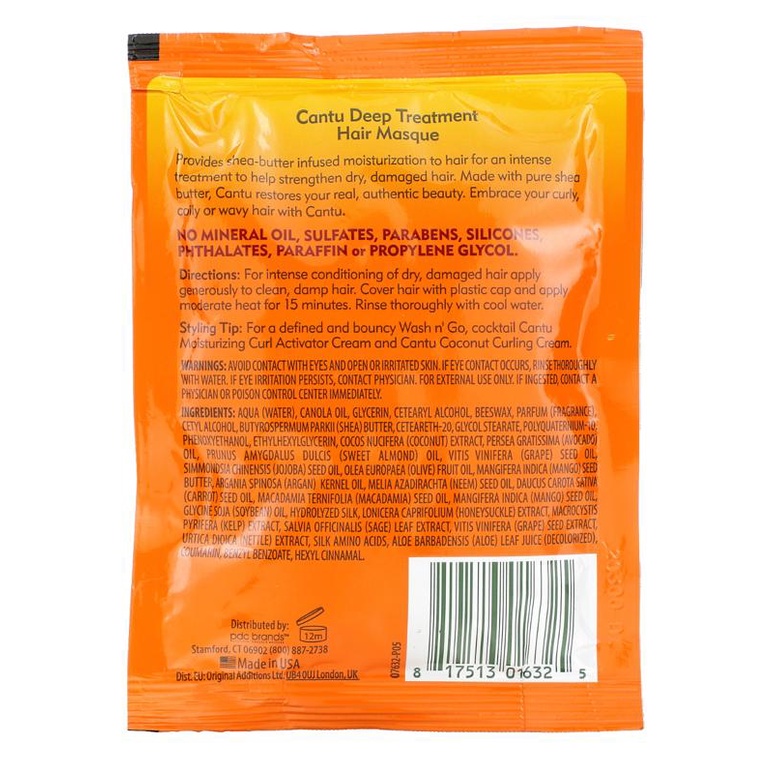 Cantu Deep Treatment
Hair Masque
Provides shea-butter infused moisturization to hair for an intense
treatment to help strengthen dry, damaged hair. Made with pure shea
butter, Cantu restores your real, authentic beauty. Embrace your curly,
coily or wavy hair with Cantu.
NO MINERAL OIL, SULFATES, PARABENS, SILICONES,
PHTHALATES, PARAFFIN or PROPYLENE GLYCOL.
Directions: For intense conditioning of dry, damaged hair apply
generously to clean, damp hair. Cover hair with plastic cap and apply
moderate heat for 15 minutes. Rinse thoroughly with cool water.
Styling Tip: For a defined and bouncy Wash n' Go, cocktail Cantu
Moisturizing Curl Activator Cream and Cantu Coconut Curling Cream.
WARNINGS: AVOID CONTACT WITH EYES AND OPEN OR IRRITATED SKIN. IF EYE CONTACT OCCURS, RINSE THOROUGHLY
WITH WATER. IF EYE IRRITATION PERSISTS, CONTACT PHYSICIAN. FOR EXTERNAL USE ONLY. IF INGESTED, CONTACT A
PHYSICIAN OR POISON CONTROL CENTER IMMEDIATELY.
INGREDIENTS: AQUA (WATER), CANOLA OIL, GLYCERIN, CETEARYL ALCOHOL, BEESWAX, PARFUM (FRAGRANCE),
CETYL ALCOHOL, BUTYROSPERMUM PARKII (SHEA) BUTTER, CETEARETH-20, GLYCOL STEARATE, POLYQUATERNIUM-10,
PHENOXYETHANOL, ETHYLHEXYLGLYCERIN, COCOS NUCIFERA (COCONUT) EXTRACT, PERSEA GRATISSIMA (AVOCADO)
OIL, PRUNUS AMYGDALUS DULCIS (SWEET ALMOND) OIL, VITIS VINIFERA (GRAPE) SEED OIL,
SIMMONDSIA CHINENSIS (JOJOBA) SEED OIL, OLEA EUROPAEA (OLIVE) FRUIT OIL, MANGIFERA INDICA (MANGO) SEED
BUTTER, ARGANIA SPINOSA (ARGAN) KERNEL OIL, MELIA AZADIRACHTA (NEEM) SEED OIL, DAUCUS CAROTA SATIVA
(CARROT) SEED OIL, MACADAMIA TERNIFOLIA (MACADAMIA) SEED OIL, MANGIFERA INDICA (MANGO) SEED OIL,
GLYCINE SOJA (SOYBEAN) OIL, HYDROLYZED SILK, LONICERA CAPRIFOLIUM (HONEYSUCKLE) EXTRACT, MACROCYSTIS
PYRIFERA (KELP) EXTRACT, SALVIA OFFICINALIS (SAGE) LEAF EXTRACT, VITIS VINIFERA (GRAPE) SEED EXTRACT,
URTICA DIOICA (NETTLE) EXTRACT, SILK AMINO ACIDS, ALOE BARBADENSIS (ALOE) LEAF JUICE (DECOLORIZED),
COUMARIN, BENZYL BENZOATE, HEXYL CINNAMAL.
Distributed by:
pdc brands™
12m
Stamford, CT 06902 (800) 887-2738
Made in USA
Dist. EU: Original Additions Ltd. UB4 0UJ London, UK
07632-P05
8 17513 01632 5